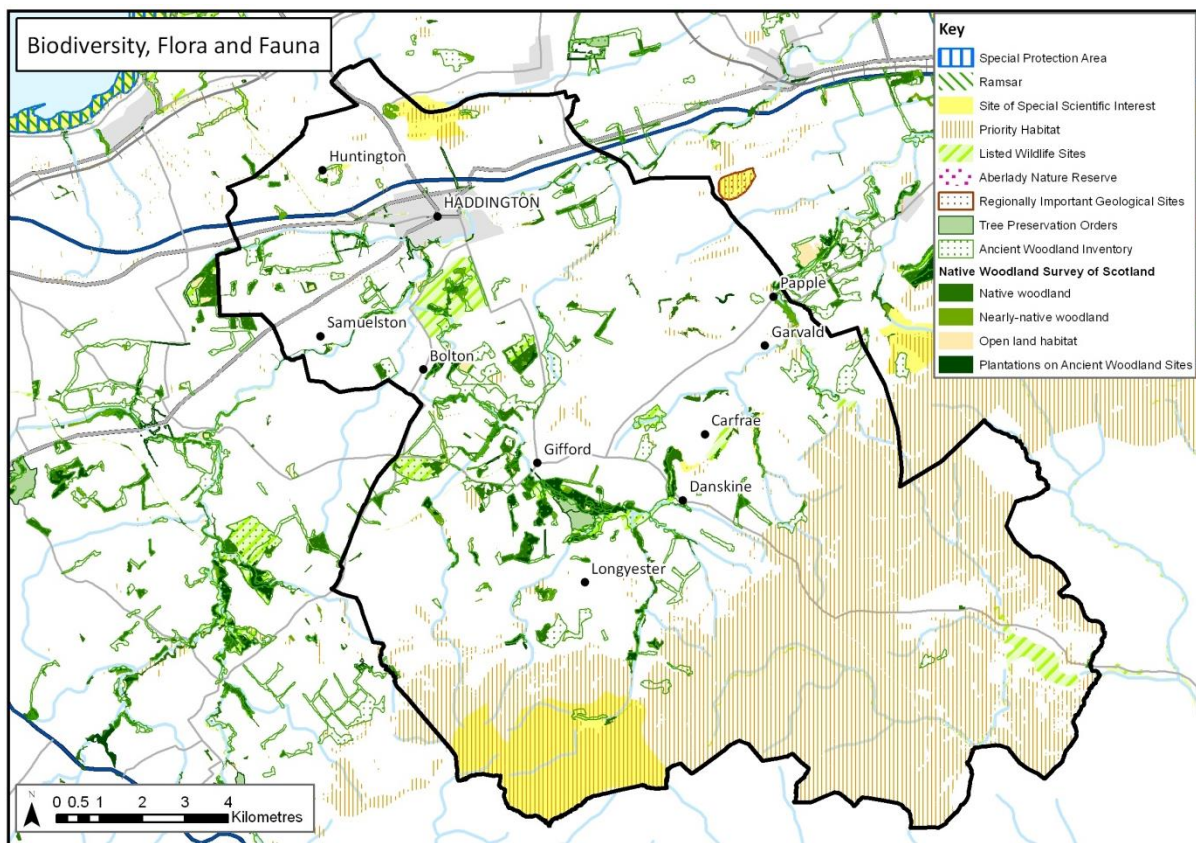 Biodiversity, Flora and Fauna
Key
Special Protection Area
Ramsar
Site of Special Scientific Interest
Priority Habitat
Listed Wildlife Sites
Aberlady Nature Reserve
Regionally Important Geological Sites
Tree Preservation Orders
Ancient Woodland Inventory
Native Woodland Survey of Scotland
Native woodland
Nearly-native woodland
Open land habitat
Plantations on Ancient Woodland Sites
Huntington
HADDINGTON
Papple
Samuelston
Garvald
Bolton
Carfrae
Gifford
Danskine
Longyester
N
0 0.5 1 2 3 4
Kilometres